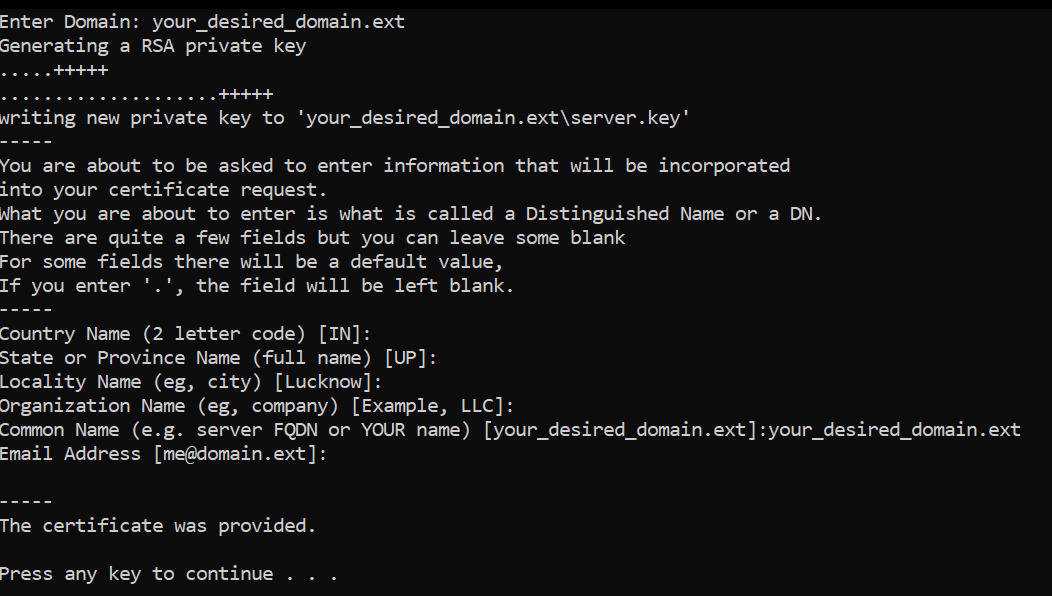 Enter Domain: your_desired_domain.ext
Generating a RSA private key
.....+++++
....................+++++
writing new private key to 'your_desired_domain.ext\server.key'
-----
You are about to be asked to enter information that will be incorporated
into your certificate request.
What you are about to enter is what is called a Distinguished Name or a DN.
There are quite a few fields but you can leave some blank
For some fields there will be a default value,
If you enter '.', the field will be left blank.
-----
Country Name (2 letter code) [IN]:
State or Province Name (full name) [UP]:
Locality Name (eg, city) [Lucknow]:
Organization Name (eg, company) [Example, LLC]:
Common Name (e.g. server FQDN or YOUR name) [your_desired_domain.ext]:your_desired_domain.ext
Email Address [me@domain.ext]:
-----
The certificate was provided.
Press any key to continue . . .